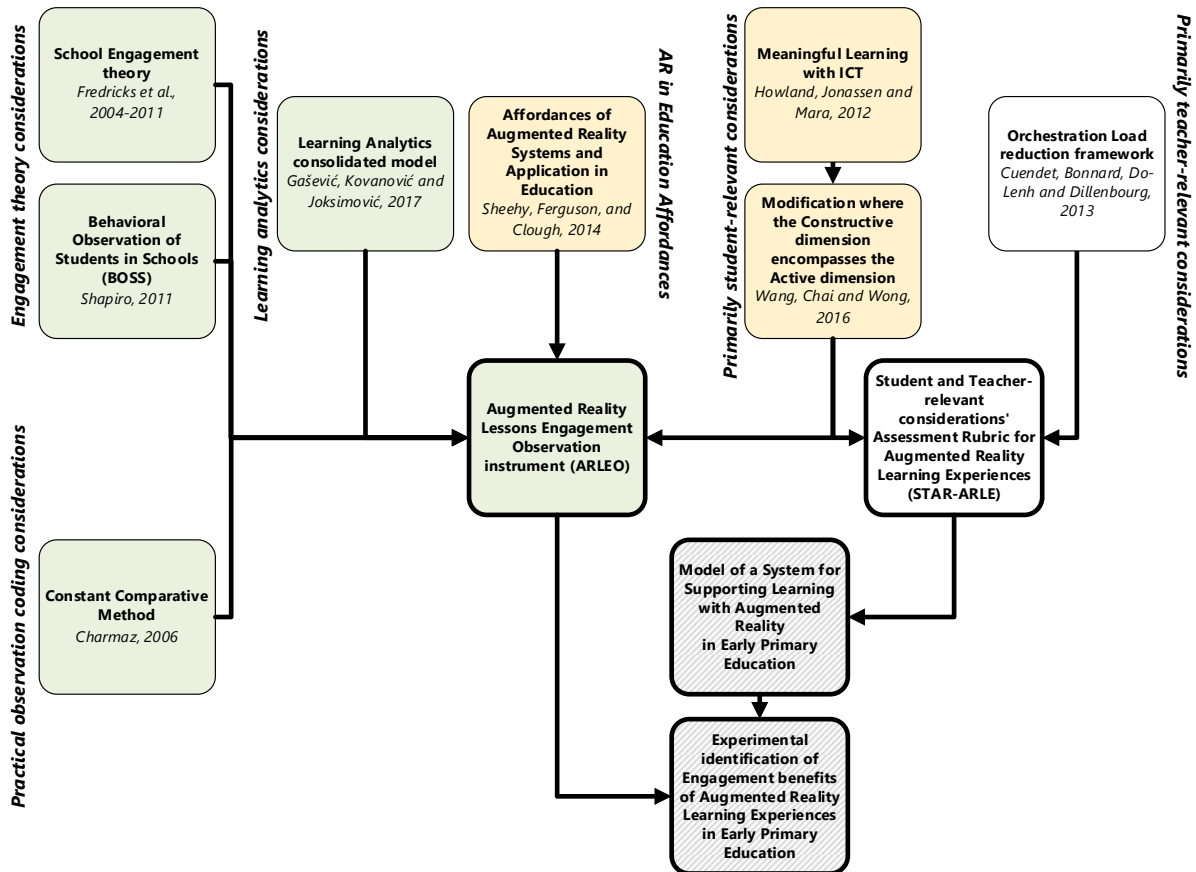 Engagement theory considerations
School Engagement
theory
Fredricks et al.,
2004-2011
Behavioral
Observation of
Students in Schools
(BOSS)
Shapiro, 2011
Practical observation coding considerations
Constant Comparative
Method
Charmaz, 2006
Learning analytics considerations
Learning Analytics
consolidated model
Gašević, Kovanović and
Joksimović, 2017
Affordances of
Augmented Reality
Systems and
Application in
Education
Sheehy, Ferguson, and
Clough, 2014
AR in Education Affordances
Primarily student-relevant considerations
Meaningful Learning
with ICT
Howland, Jonassen and
Mara, 2012
Modification where
the Constructive
dimension
encompasses the
Active dimension
Wang, Chai and Wong,
2016
Orchestration Load
reduction framework
Cuendet, Bonnard, Do-
Lenh and Dillenbourg,
2013
Primarily teacher-relevant considerations
Augmented Reality
Lessons Engagement
Observation
instrument (ARLEO)
Student and Teacher-
relevant
considerations'
Assessment Rubric for
Augmented Reality
Learning Experiences
(STAR-ARLE)
Model of a System for
Supporting Learning
with Augmented
Reality
in Early Primary
Education
Experimental
identification of
Engagement benefits
of Augmented Reality
Learning Experiences
in Early Primary
Education